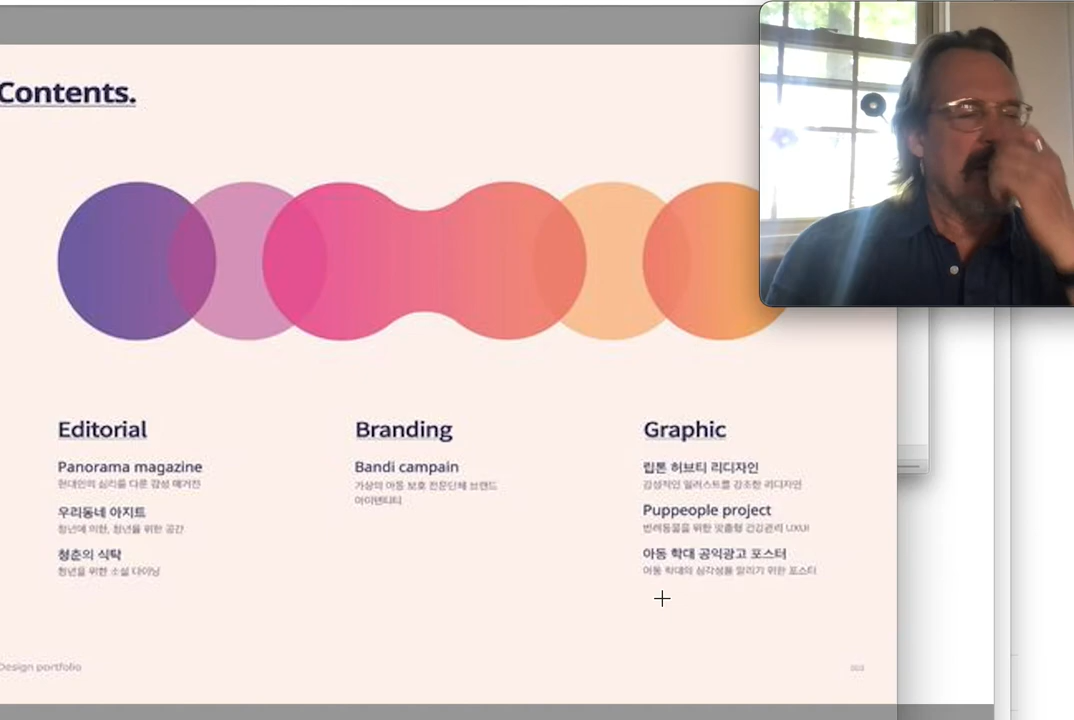 Contents.
Editorial
Panorama magazine
현대인의 심리를 다룬 감성 매거진
우리동네 아지트
청년에 의한, 청년을 위한 공간
청춘의 식탁
청년을 위한 소셜 다이닝
Branding
Bandi campain
가상의 아동 보호 전문단체 브랜드
아이덴티티
Graphic
립톤 허브티 리디자인
감성적인 일러스트를 강조한 리디자인
Puppeople project
반려동물을 위한 맞춤형 건강관리 UXUI
아동 학대 공익광고 포스터
아동 학대의 심각성을 알리기 위한 포스터
Design portfolio